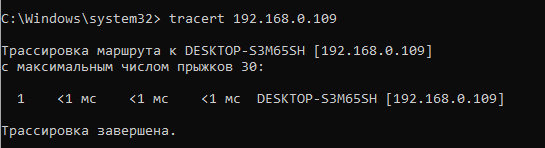 C:\Windows\system32> tracert 192.168.0.109
Трассировка маршрута к DESKTOP-S3M65SH [192.168.0.109]
с максимальным числом прыжков 30:
1 <1 мс <1 мс <1 мс DESKTOP-S3M65SH [192.168.0.109]
Трассировка завершена.